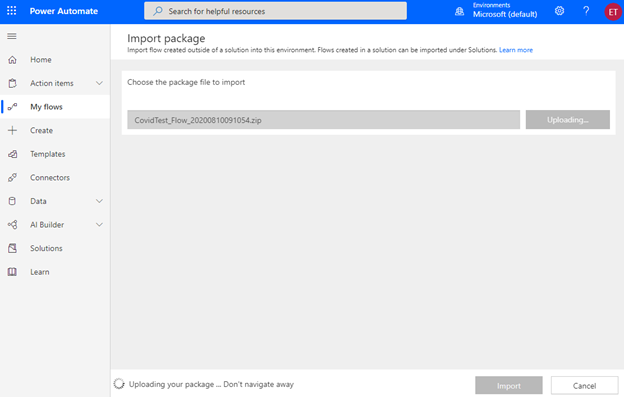 Power Automate
Search for helpful resources
Environments
Microsoft (default)
?
ET
Import package
Import flow created outside of a solution into this environment. Flows created in a solution can be imported under Solutions. Learn more
Home
Action items
My flows
Create
Templates
Connectors
Data
AI Builder
Solutions
Learn
Choose the package file to import
CovidTest_Flow_20200810091054.zip
Uploading...
Uploading your package ... Don't navigate away
Import
Cancel